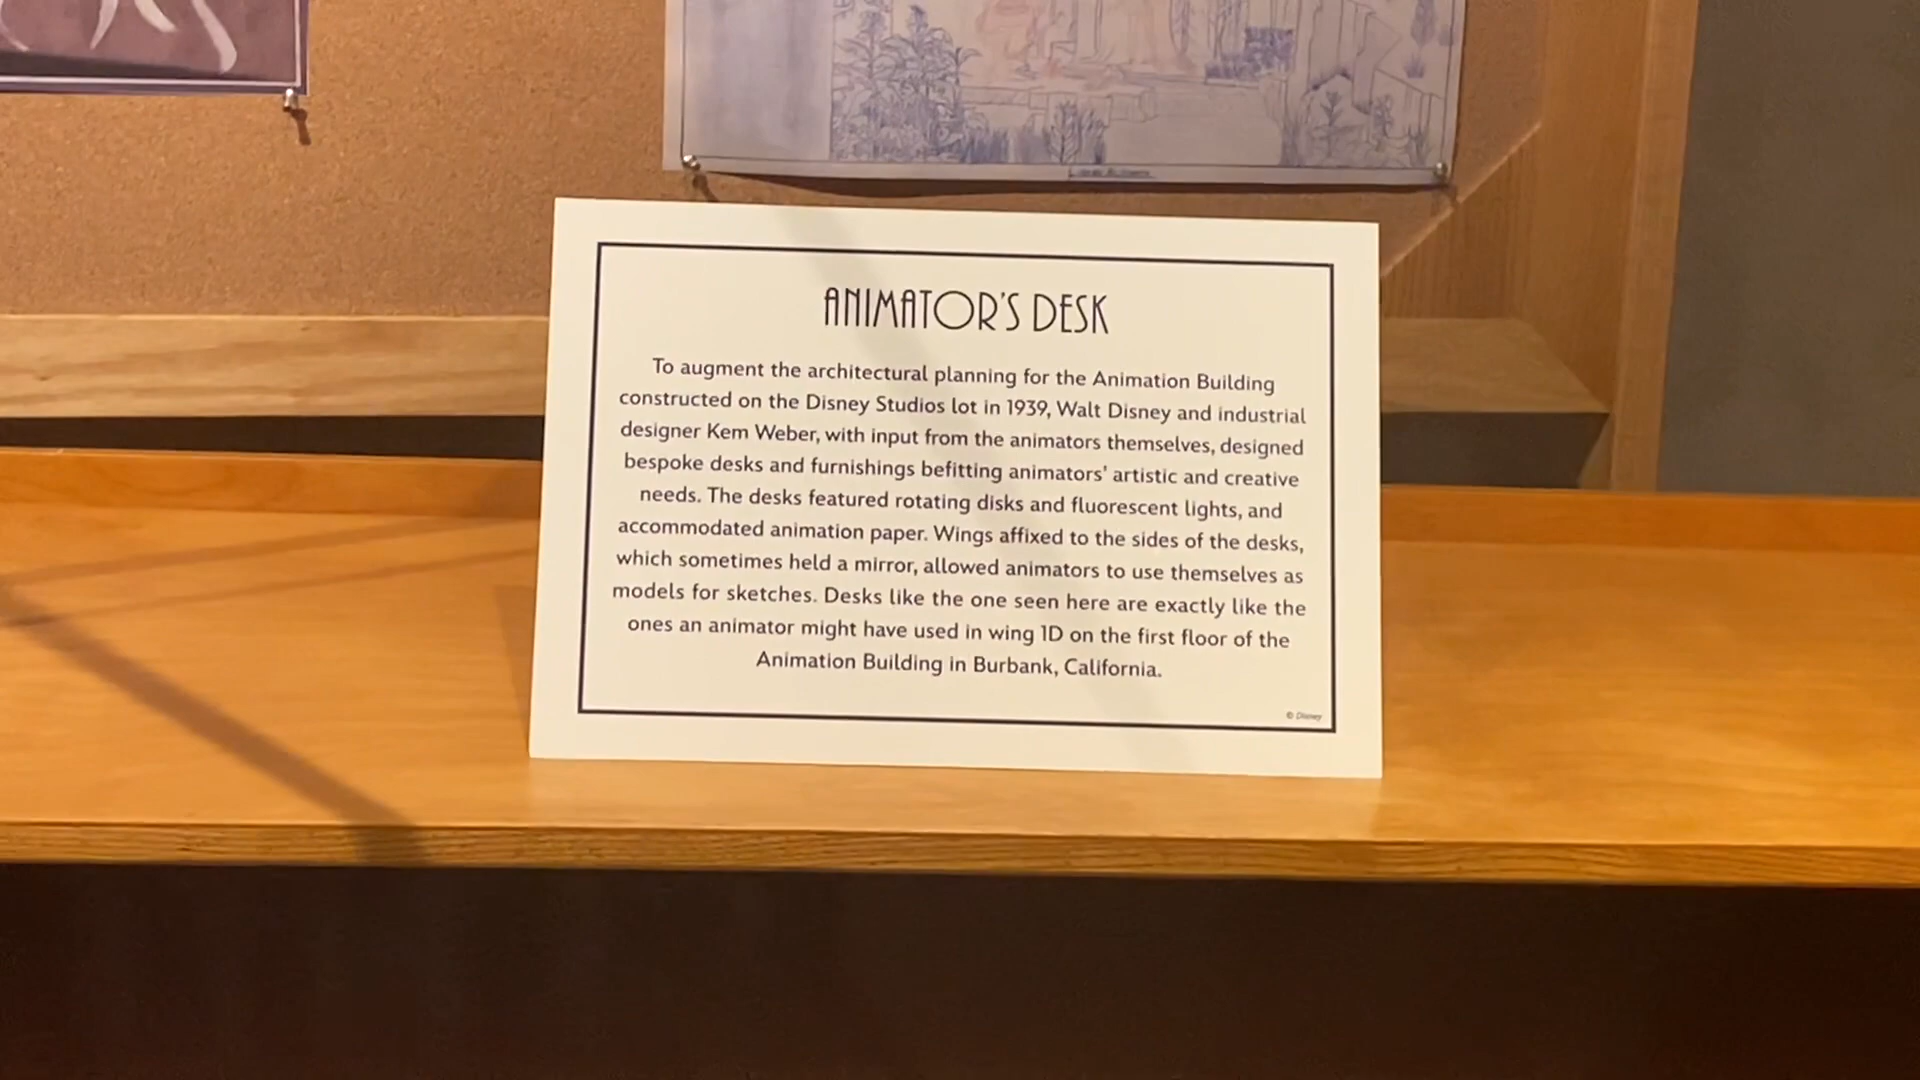 ANIMATOR'S DESK
To augment the architectural planning for the Animation Building
constructed on the Disney Studios lot in 1939, Walt Disney and industrial
designer Kem Weber, with input from the animators themselves, designed
bespoke desks and furnishings befitting animators' artistic and creative
needs. The desks featured rotating disks and fluorescent lights, and
accommodated animation paper. Wings affixed to the sides of the desks,
which sometimes held a mirror, allowed animators to use themselves as
models for sketches. Desks like the one seen here are exactly like the
ones an animator might have used in wing 1D on the first floor of the
Animation Building in Burbank, California.
© Disney